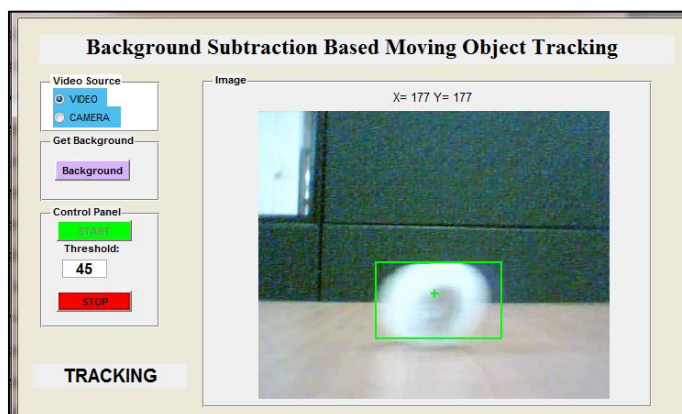 Background Subtraction Based Moving Object Tracking
Video Source
VIDEO
CAMERA
Get Background
Background
Control Panel
START
Threshold:
45
STOP
TRACKING
Image
X= 177 Y= 177